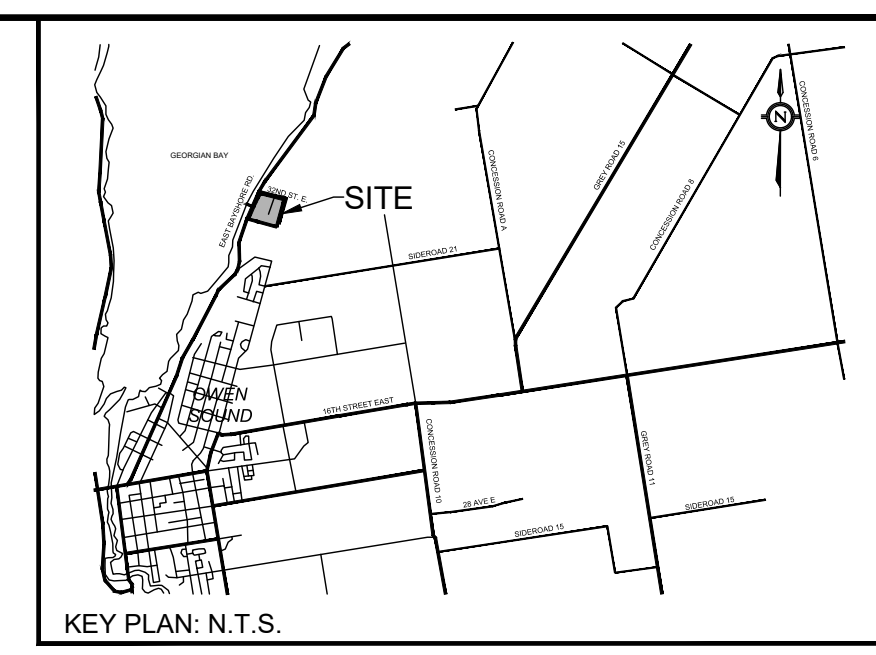 GEORGIAN BAY
EAST BAYSHORE RD.
32ND ST. E.
SITE
CONCESSION ROAD A
GREY ROAD 15
CONCESSION ROAD 8
CONCESSION ROAD 6
N
SIDEROAD 21
OWEN
SOUND
16TH STREET EAST
CONCESSION ROAD 10
28 AVE E
SIDEROAD 15
GREY ROAD 11
SIDEROAD 15
KEY PLAN: N.T.S.